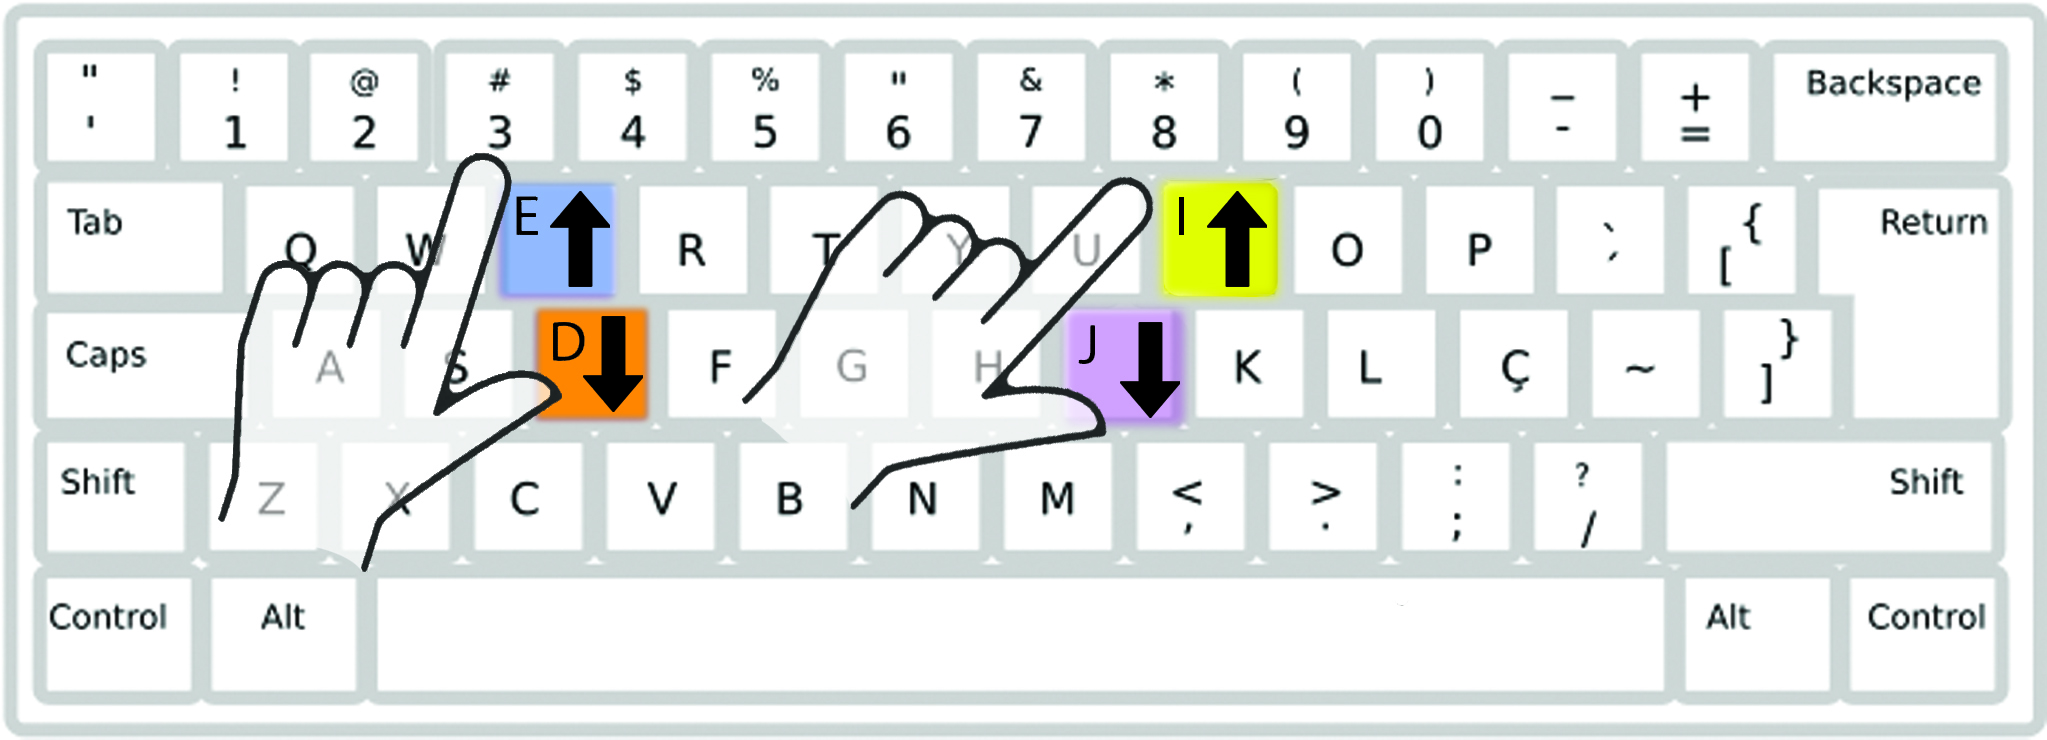 " ! @ # $ % " & * ( ) _ + Backspace
' 1 2 3 4 5 6 7 8 9 0 - =
Tab Q W E R T Y U I O P ` ´ { [ Return
Caps A S D F G H J K L Ç ~ } ]
Shift Z X C V B N M < , > . : ; ? / Shift
Control Alt Alt Control